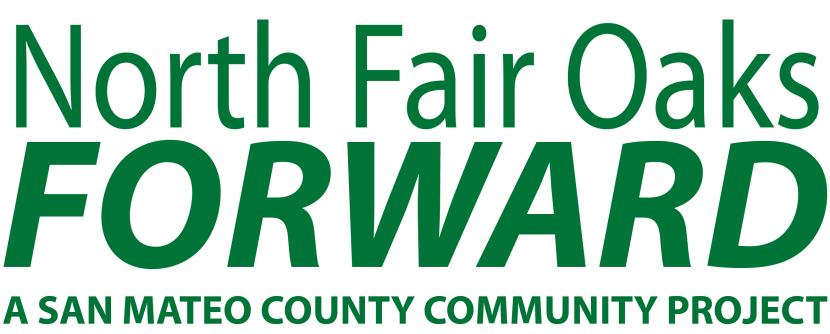 North Fair Oaks
FORWARD
A SAN MATEO COUNTY COMMUNITY PROJECT